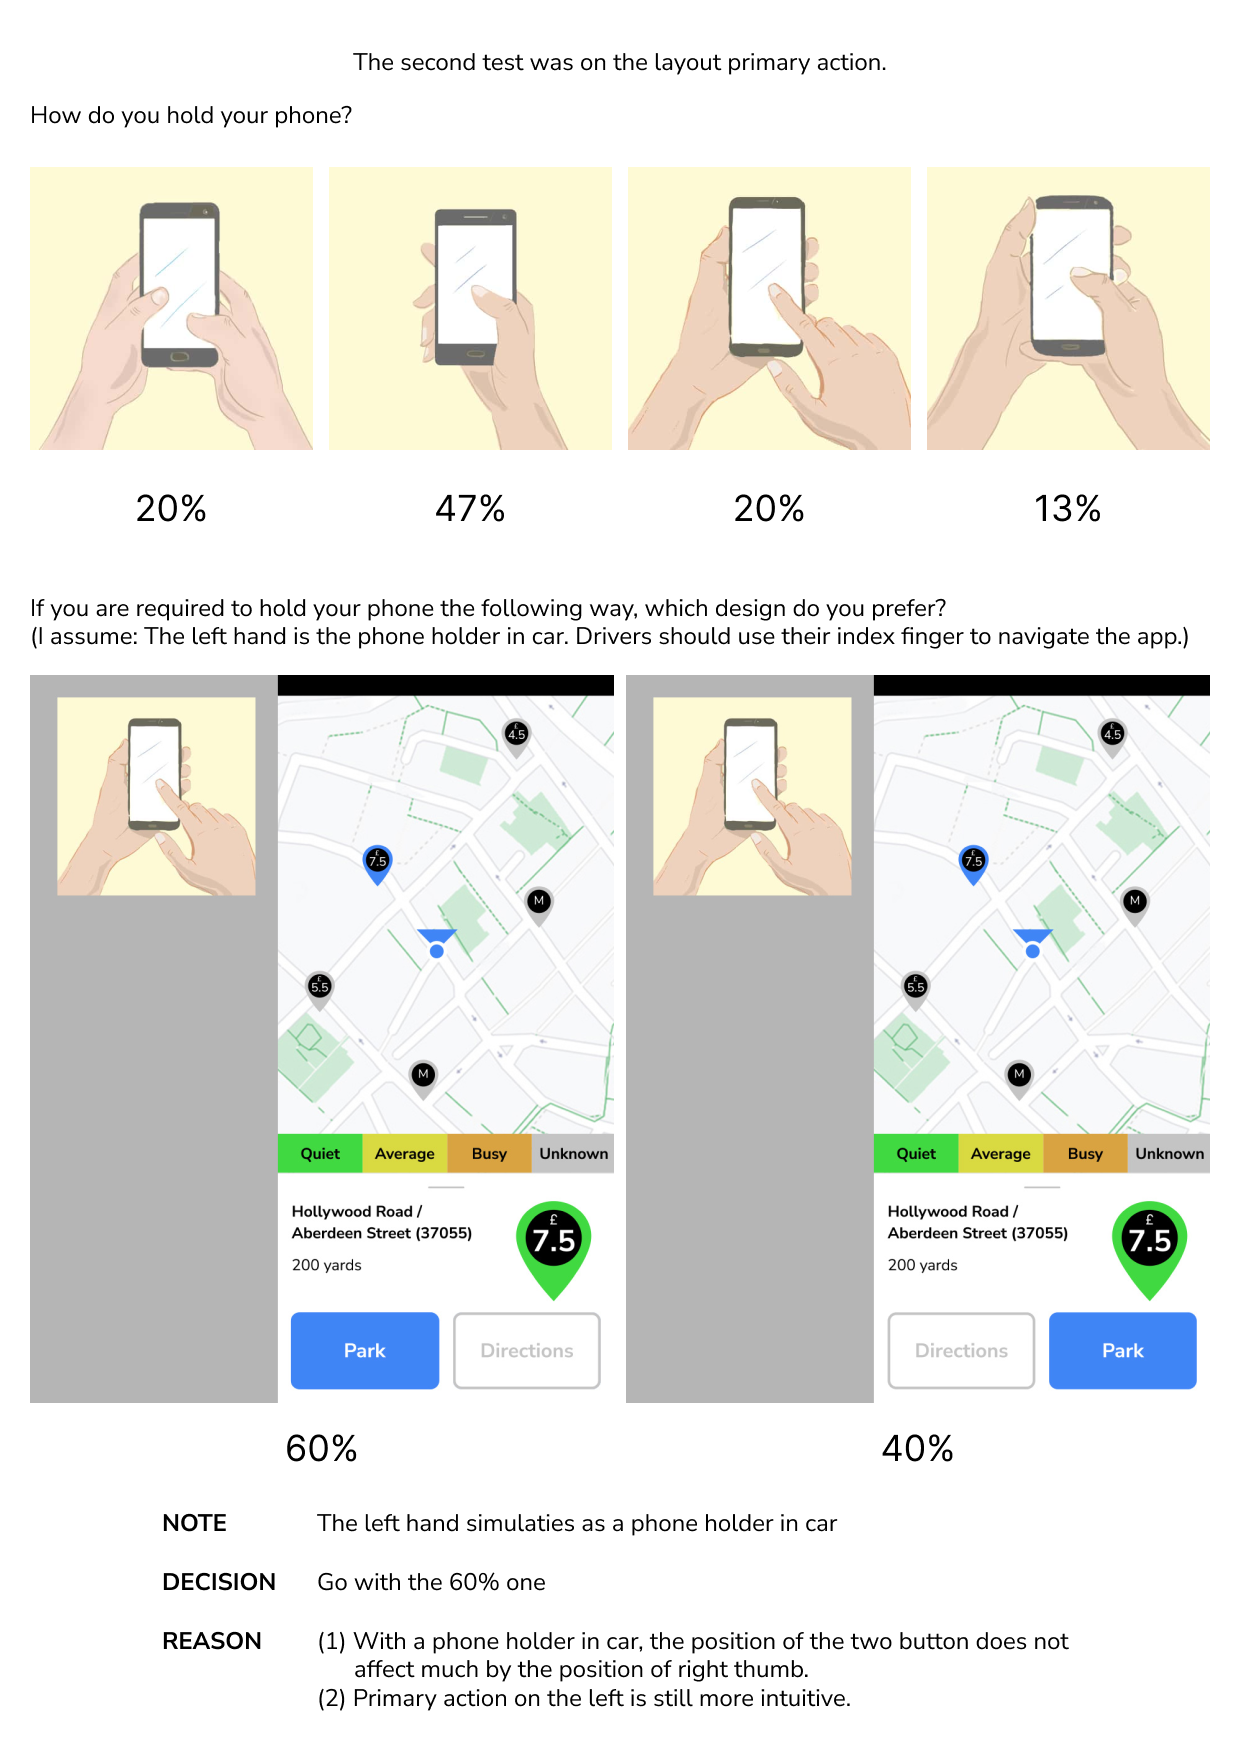 The second test was on the layout primary action.
How do you hold your phone?
20%
47%
20%
13%
If you are required to hold your phone the following way, which design do you prefer?
(I assume: The left hand is the phone holder in car. Drivers should use their index finger to navigate the app.)
£
4.5
£
7.5
M
£
5.5
M
Quiet Average Busy Unknown
Hollywood Road /
Aberdeen Street (37055)
200 yards
£
7.5
Park Directions
£
4.5
£
7.5
M
£
5.5
M
Quiet Average Busy Unknown
Hollywood Road /
Aberdeen Street (37055)
200 yards
£
7.5
Directions Park
60%
40%
NOTE The left hand simulaties as a phone holder in car
DECISION Go with the 60% one
REASON (1) With a phone holder in car, the position of the two button does not
affect much by the position of right thumb.
(2) Primary action on the left is still more intuitive.